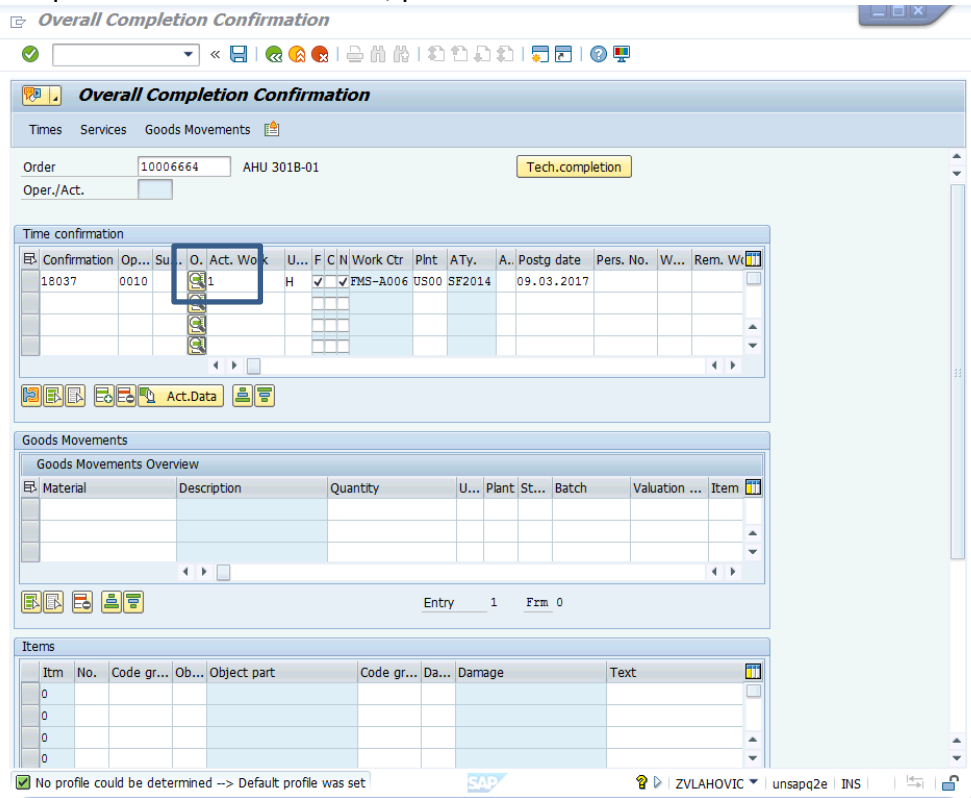 Overall Completion Confirmation
«
Overall Completion Confirmation
Times Services Goods Movements
Order 10006664 AHU 301B-01 Tech.completion
Oper./Act.
Time confirmation
Confirmation Op... Su... O. Act. Work U... F C N Work Ctr Plnt ATy. A.. Postg date Pers. No. W... Rem. Wo
18037 0010 1 H FMS-A006 US00 SF2014 09.03.2017
Act.Data
Goods Movements
Goods Movements Overview
Material Description Quantity U... Plant St... Batch Valuation ... Item
Entry 1 Frm 0
Items
Itm No. Code gr... Ob... Object part Code gr... Da... Damage Text
0
0
0
0
No profile could be determined --> Default profile was set SAP ZVLAHOVIC unsapq2e INS